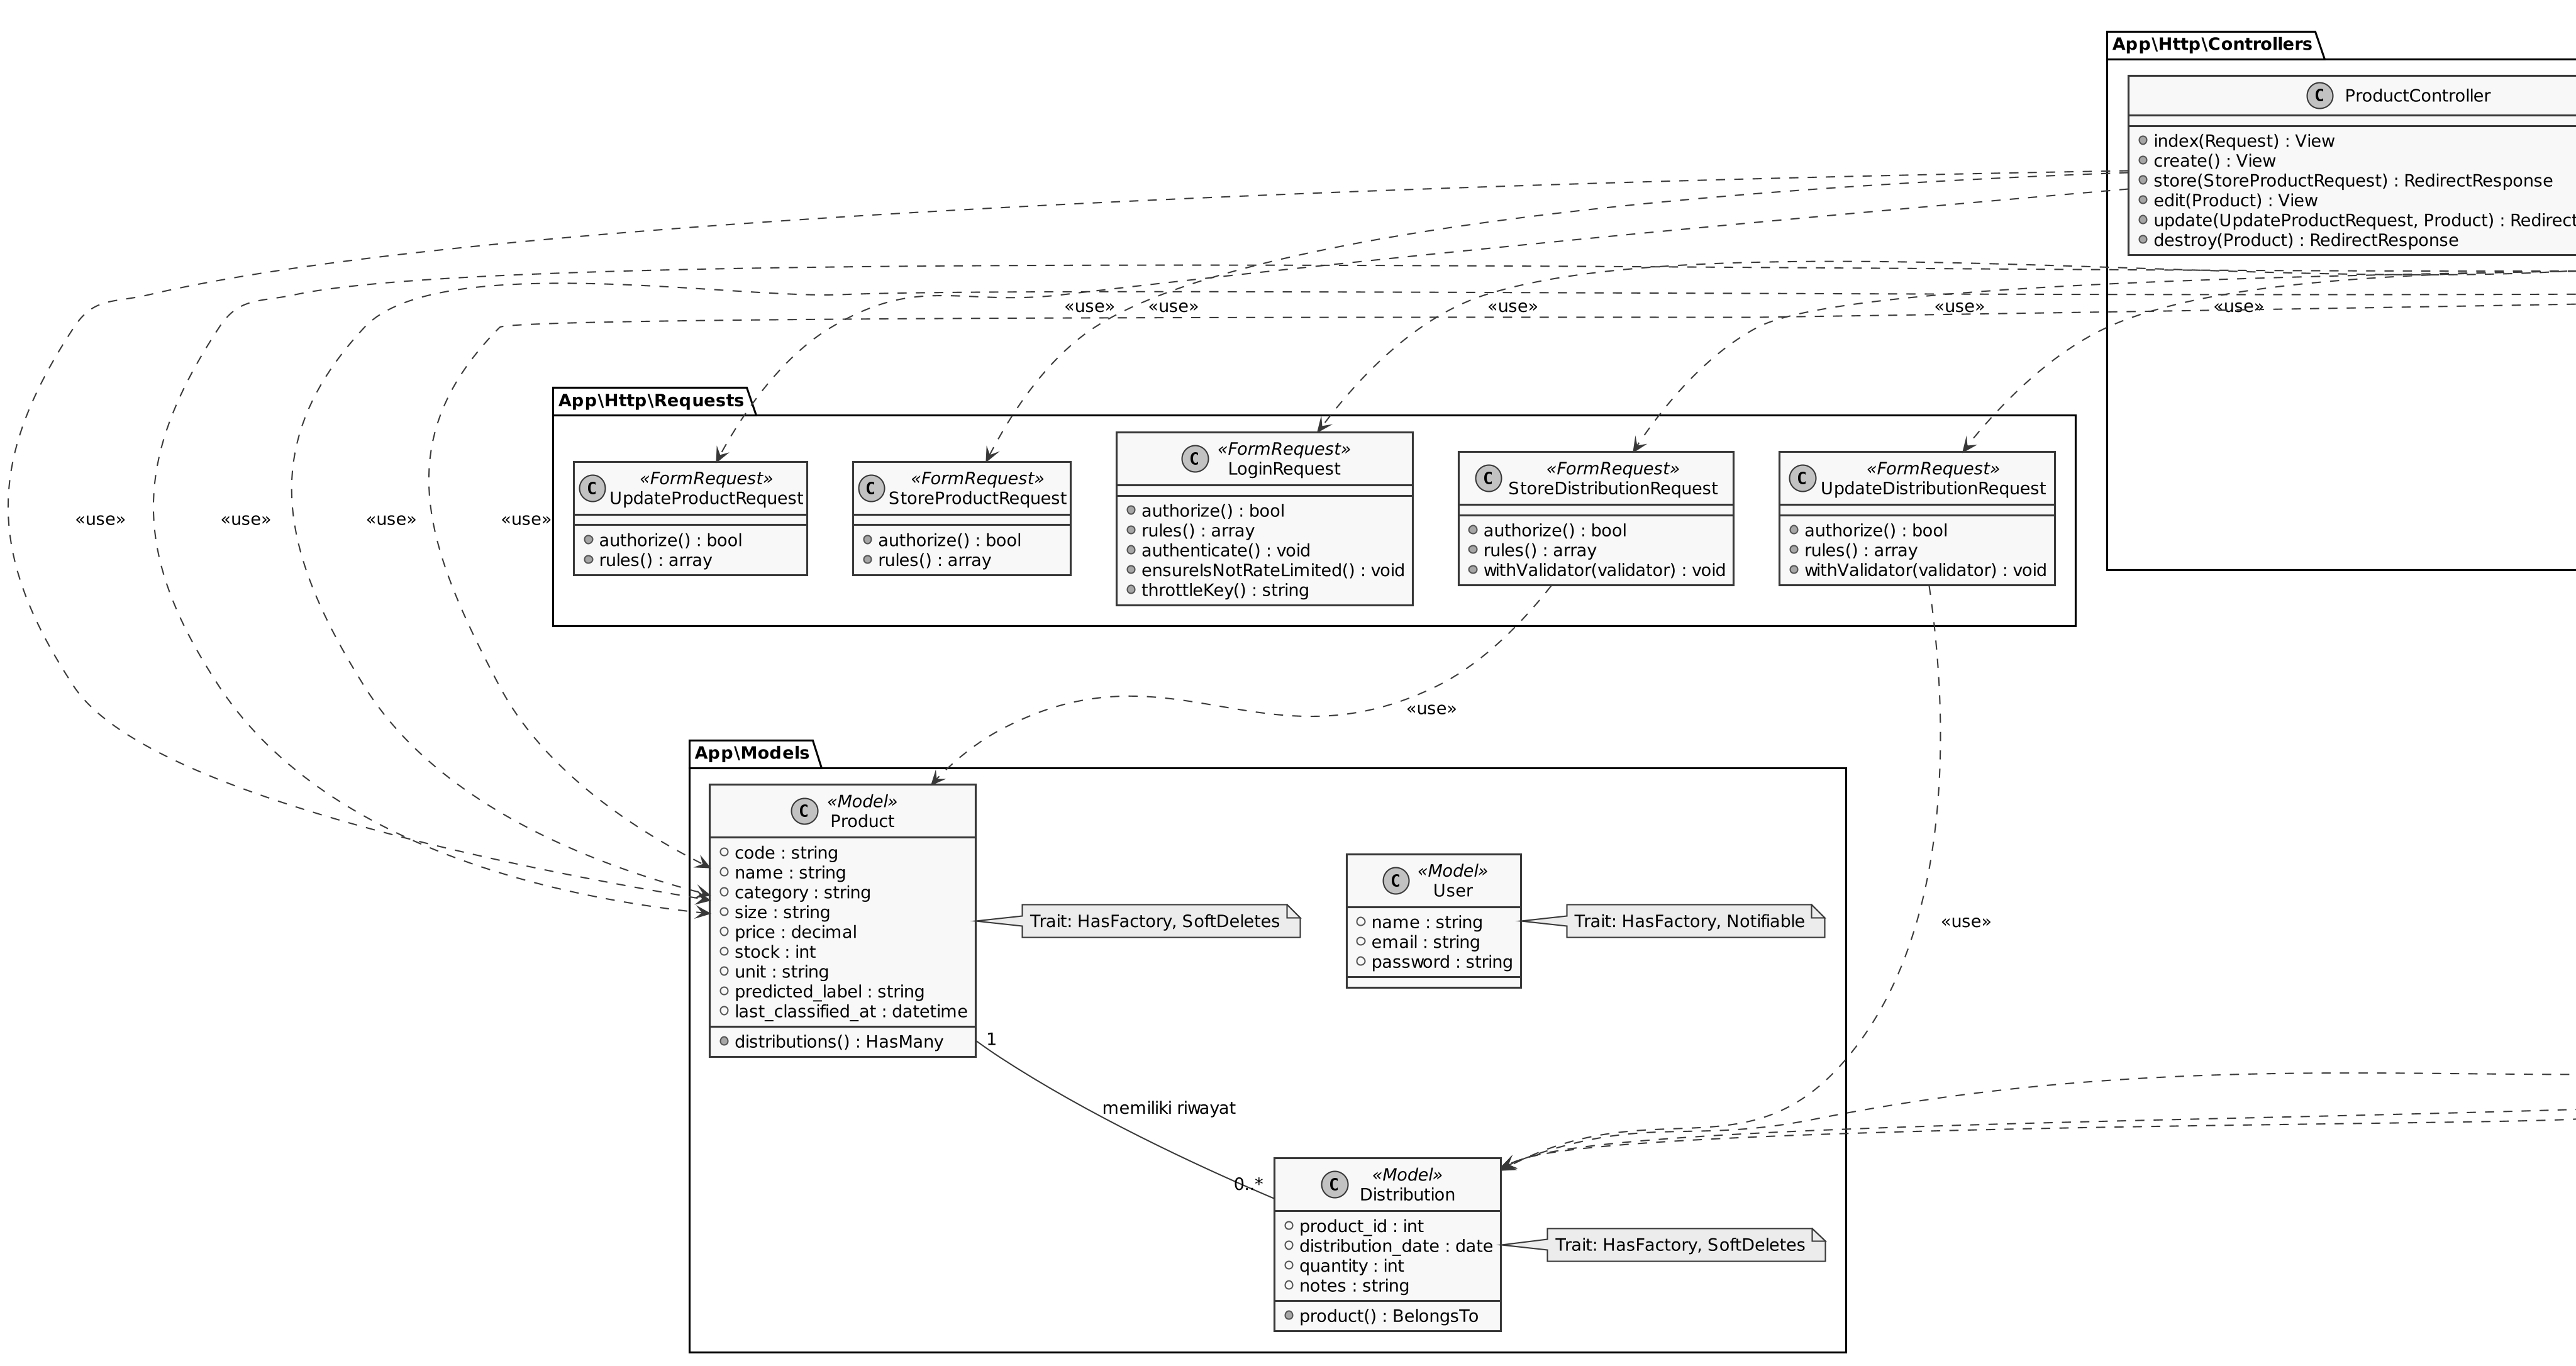 App\Http\Controllers
C ProductController
index(Request) : View
create() : View
store(StoreProductRequest) : RedirectResponse
edit(Product) : View
update(UpdateProductRequest, Product) : Redirect
destroy(Product) : RedirectResponse
«use»
«use»
«use»
«use»
«use»
App\Http\Requests
C «FormRequest»
UpdateProductRequest
authorize() : bool
rules() : array
C «FormRequest»
StoreProductRequest
authorize() : bool
rules() : array
C «FormRequest»
LoginRequest
authorize() : bool
rules() : array
authenticate() : void
ensureIsNotRateLimited() : void
throttleKey() : string
C «FormRequest»
StoreDistributionRequest
authorize() : bool
rules() : array
withValidator(validator) : void
C «FormRequest»
UpdateDistributionRequest
authorize() : bool
rules() : array
withValidator(validator) : void
«use»
«use»
«use»
«use»
«use»
App\Models
C «Model»
Product
code : string
name : string
category : string
size : string
price : decimal
stock : int
unit : string
predicted_label : string
last_classified_at : datetime
distributions() : HasMany
Trait: HasFactory, SoftDeletes
C «Model»
User
name : string
email : string
password : string
Trait: HasFactory, Notifiable
«use»
1
memiliki riwayat
0..*
C «Model»
Distribution
product_id : int
distribution_date : date
quantity : int
notes : string
product() : BelongsTo
Trait: HasFactory, SoftDeletes